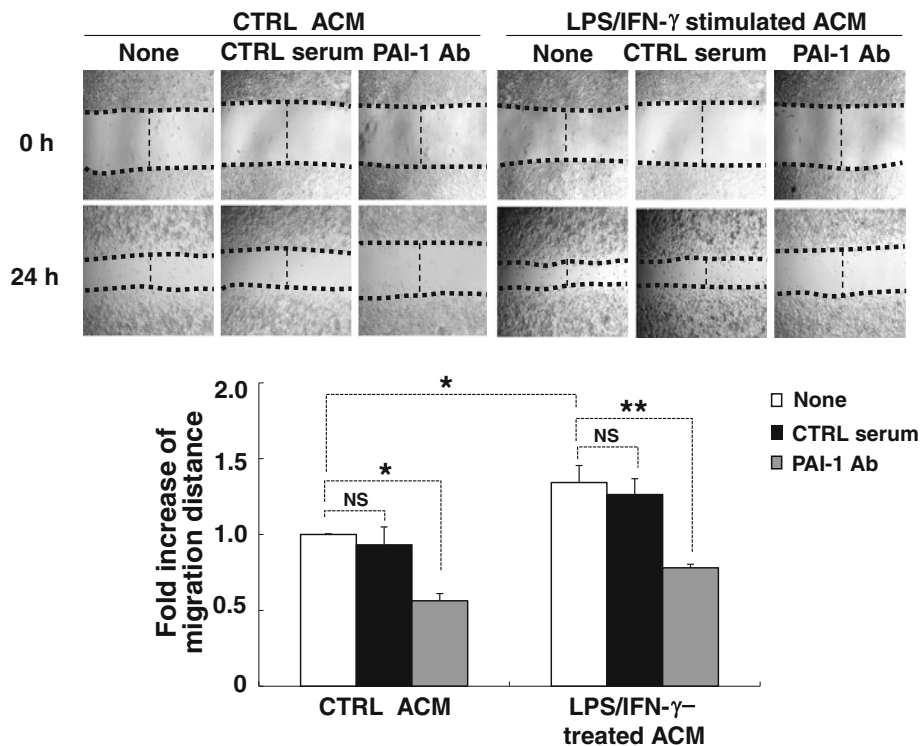 CTRL ACM
LPS/IFN-γ stimulated ACM
None
CTRL serum
PAI-1 Ab
None
CTRL serum
PAI-1 Ab
0 h
24 h
Fold increase of
migration distance
2.0
1.5
1.0
0.5
0
*
*
NS
**
NS
None
CTRL serum
PAI-1 Ab
CTRL ACM
LPS/IFN-γ–
treated ACM